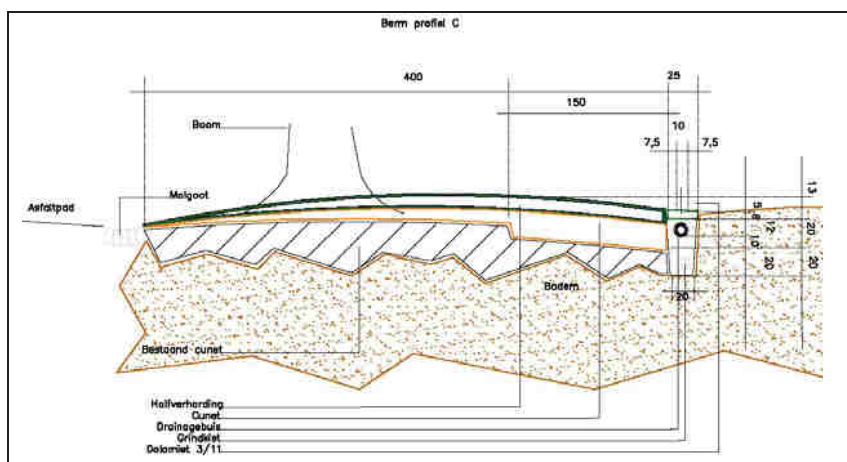 Berm profiel C
400
25
150
10
7,5
7,5
Boom
Molgoot
Asfaltpad
13
20
12
10
20
20
Bodem
20
Bestaand cunet
Halfverharding
Cunet
Drainagebuis
Grindkist
Dolomiet 3/11